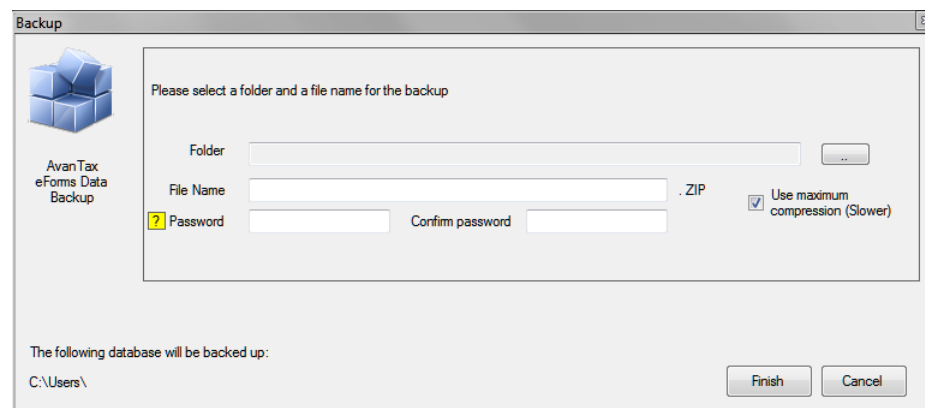 Backup
AvanTax
eForms Data
Backup
Please select a folder and a file name for the backup
Folder
..
File Name
. ZIP
Use maximum
compression (Slower)
? Password
Confirm password
The following database will be backed up:
C:\Users\
Finish
Cancel